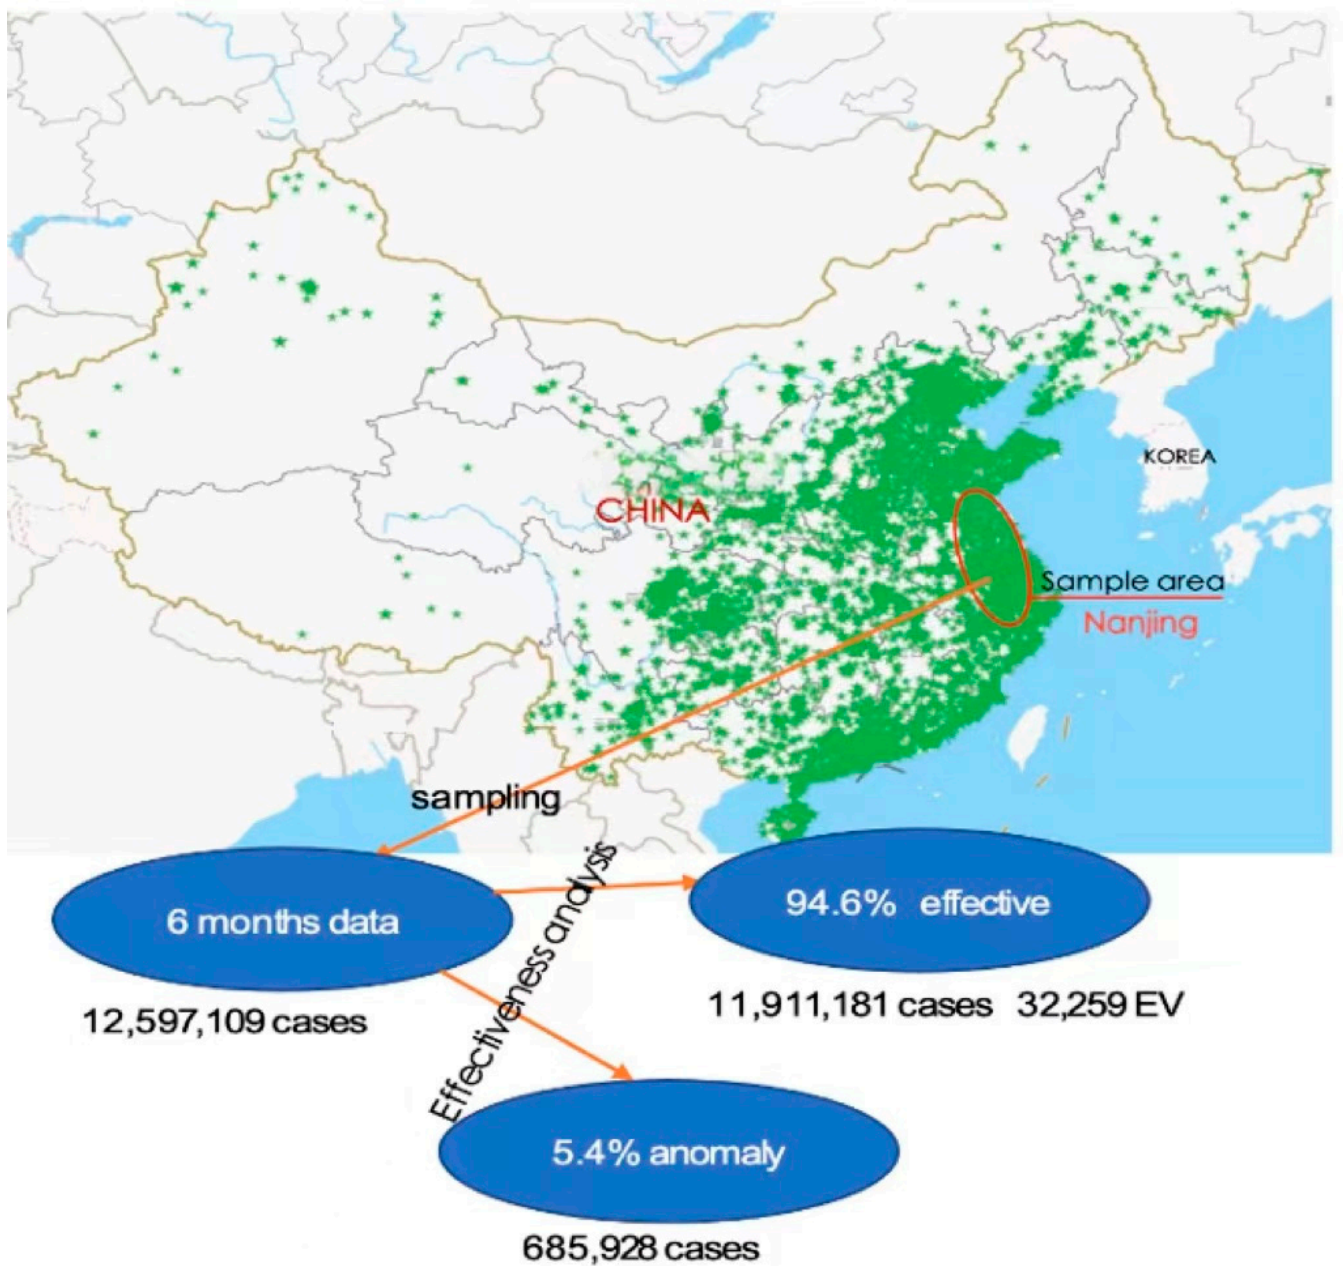 KOREA
CHINA
Sample area
Nanjing
sampling
Effectiveness analysis
6 months data
94.6% effective
12,597,109 cases
11,911,181 cases 32,259 EV
5.4% anomaly
685,928 cases